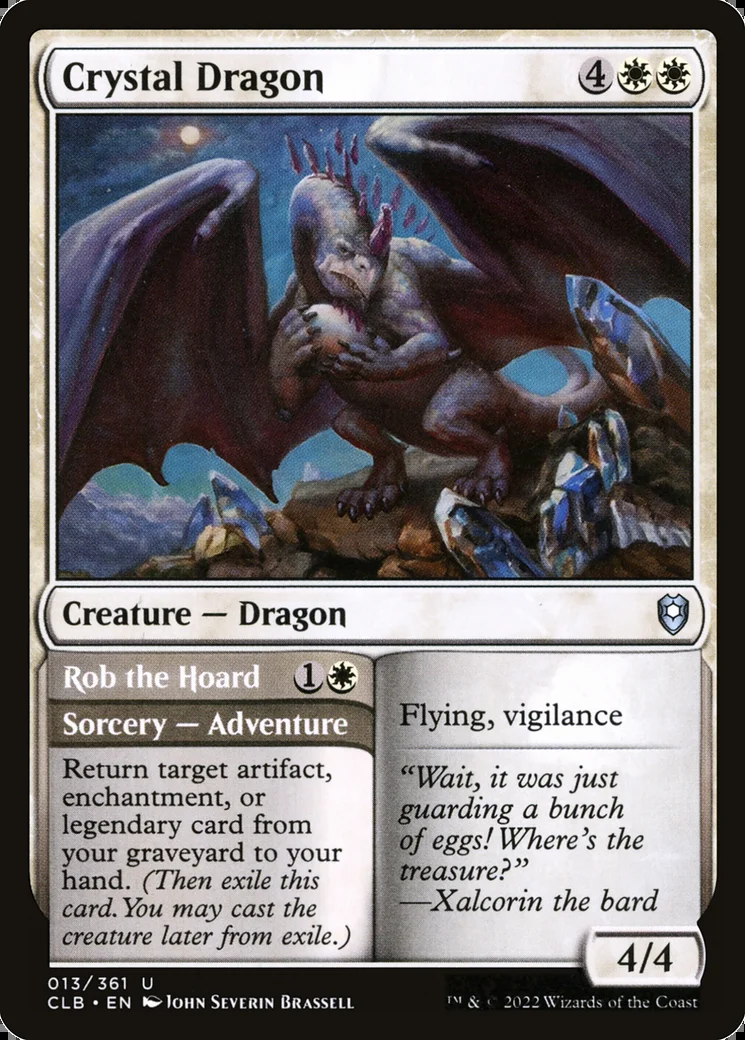 Crystal Dragon 4
Creature — Dragon
Rob the Hoard 1
Sorcery — Adventure
Return target artifact,
enchantment, or
legendary card from
your graveyard to your
hand. (Then exile this
card. You may cast the
creature later from exile.)
Flying, vigilance
“Wait, it was just
guarding a bunch
of eggs! Where’s the
treasure?”
—Xalcorin the bard
4/4
013/361 U
CLB • EN John Severin Brassell
™ & © 2022 Wizards of the Coast